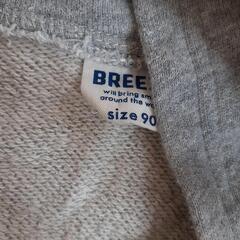 BREE
will bring
around the
size 90